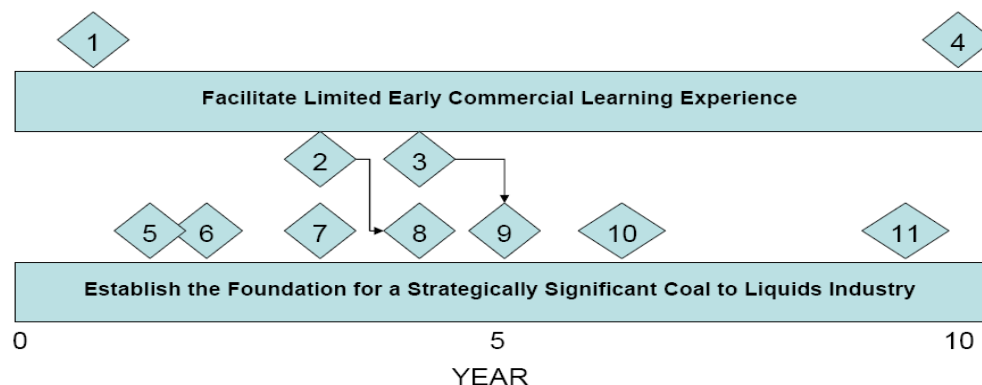 1 4
Facilitate Limited Early Commercial Learning Experience
2 3
5 6 7 8 9 10 11
Establish the Foundation for a Strategically Significant Coal to Liquids Industry
0 5 10
YEAR